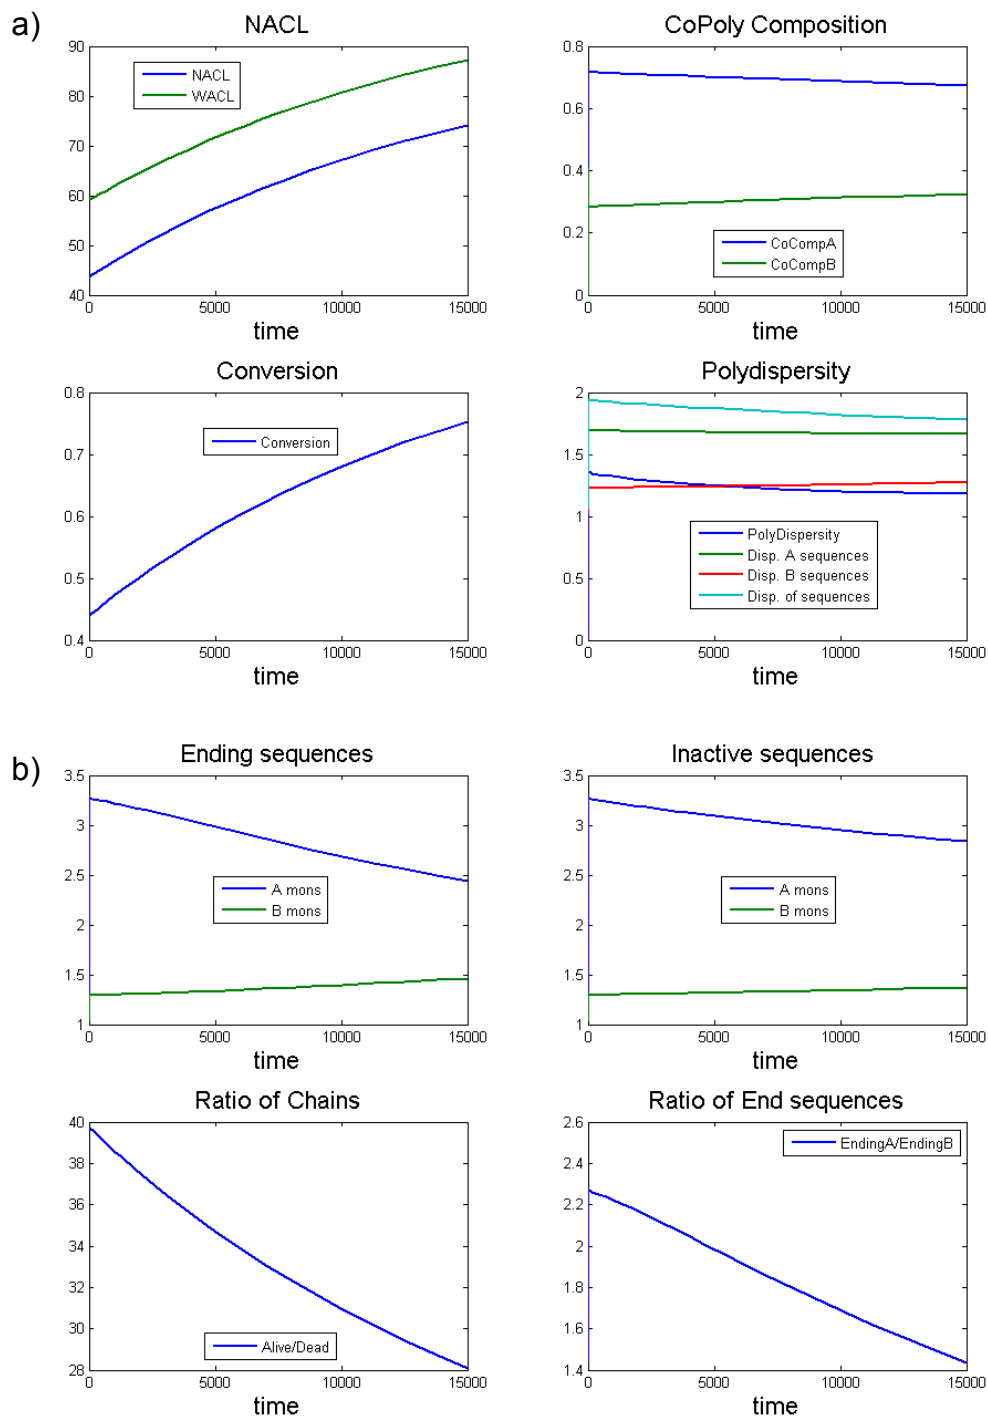 a)
NACL
90
80
70
60
50
40
NACL
WACL
0 5000 10000 15000
time
CoPoly Composition
0.8
0.6
0.4
0.2
0
CoCompA
CoCompB
0 5000 10000 15000
time
Conversion
0.8
0.7
0.6
0.5
0.4
Conversion
0 5000 10000 15000
time
Polydispersity
2
1.5
1
0.5
0
PolyDispersity
Disp. A sequences
Disp. B sequences
Disp. of sequences
0 5000 10000 15000
time
b)
Ending sequences
3.5
3
2.5
2
1.5
1
A mons
B mons
0 5000 10000 15000
time
Inactive sequences
3.5
3
2.5
2
1.5
1
A mons
B mons
0 5000 10000 15000
time
Ratio of Chains
40
38
36
34
32
30
28
Alive/Dead
0 5000 10000 15000
time
Ratio of End sequences
2.6
2.4
2.2
2
1.8
1.6
1.4
EndingA/EndingB
0 5000 10000 15000
time